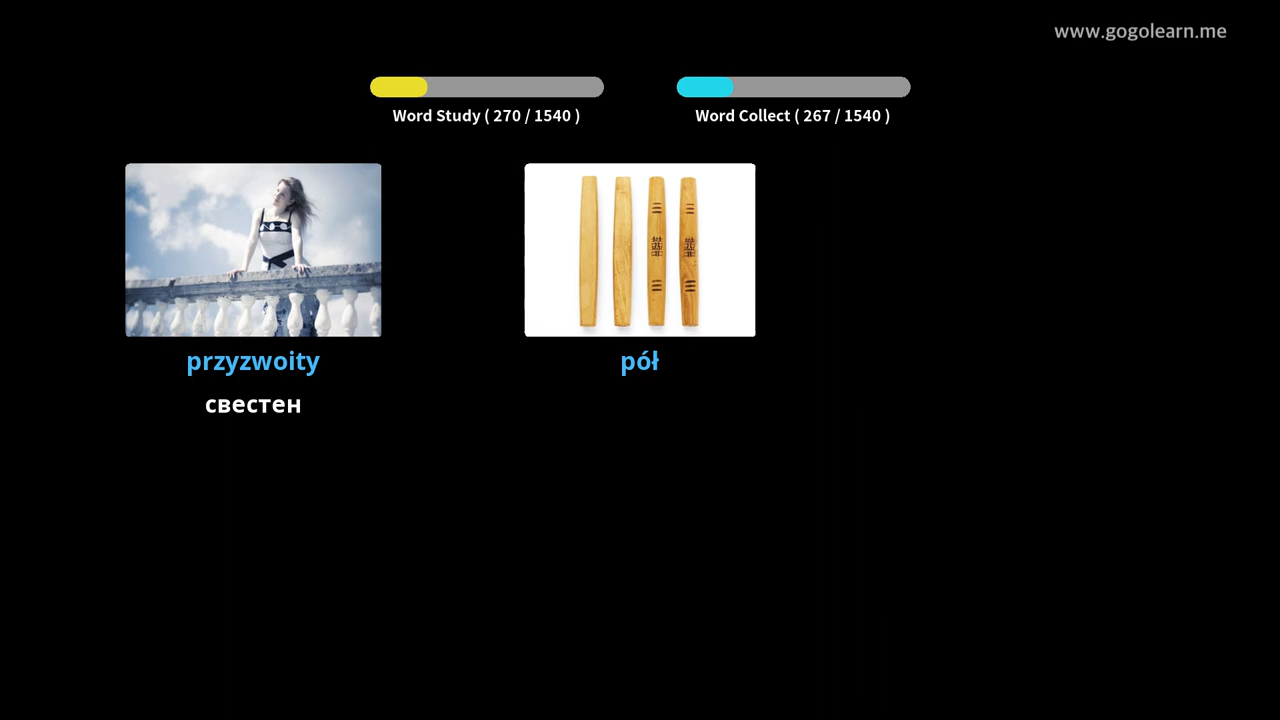 www.gogolearn.me
Word Study ( 270 / 1540 )
Word Collect ( 267 / 1540 )
przyzwoity
pół
свестен